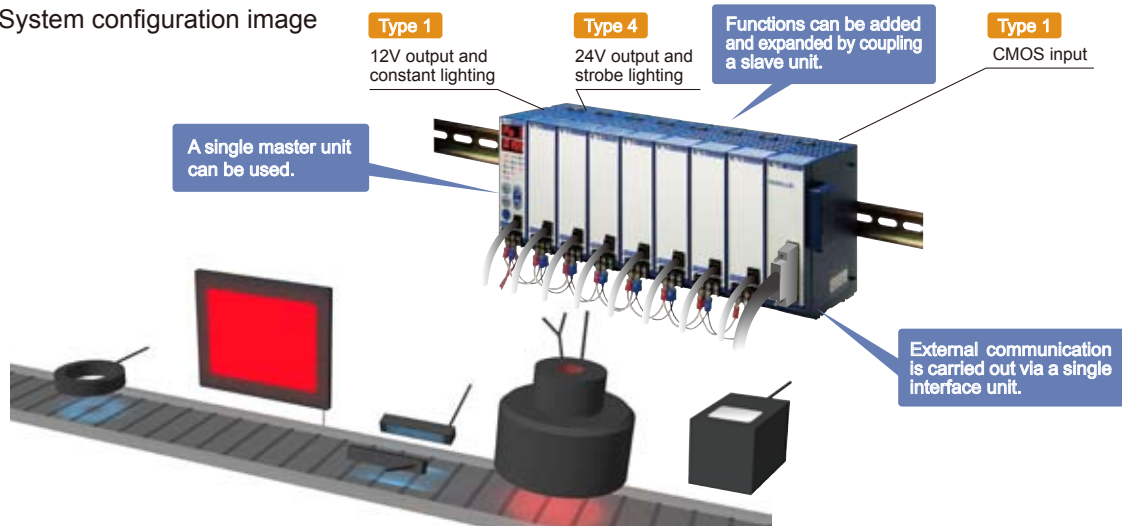 System configuration image
Type 1
12V output and
constant lighting
Type 4
24V output and
strobe lighting
Functions can be added
and expanded by coupling
a slave unit.
Type 1
CMOS input
A single master unit
can be used.
External communication
is carried out via a single
interface unit.